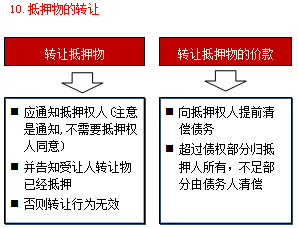 10.抵押物的转让
转让抵押物
转让抵押物的价款
■ 应通知抵押权人(注意
是通知,不需要抵押权
人同意)
■ 并告知受让人转让物
已经抵押
■ 否则转让行为无效
■ 向抵押权人提前清
偿债务
■ 超过债权部分归抵
押人所有，不足部
分由债务人清偿